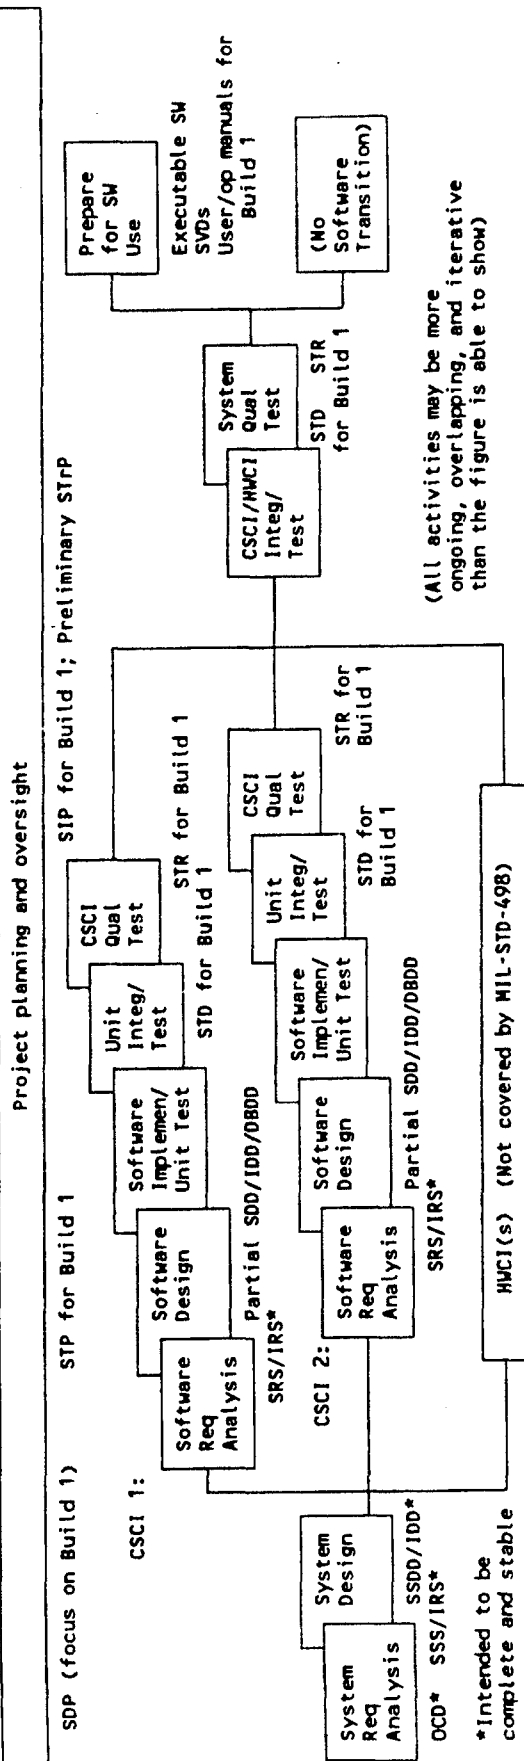 Project planning and oversight
SDP (focus on Build 1)
STP for Build 1
SIP for Build 1; Preliminary STrP
CSCI 1:
Software
Req
Analysis
SRS/IRS*
Software
Design
Partial SDD/IDD/DBDD
Software
Implemen/
Unit Test
Unit
Integ/
Test
STD for Build 1
CSCI
Qual
Test
STR for Build 1
System
Req
Analysis
OCD* SSS/IRS*
System
Design
SSDD/IDD*
CSCI 2:
Software
Req
Analysis
SRS/IRS*
Software
Design
Partial SDD/IDD/DBDD
Software
Implemen/
Unit Test
Unit
Integ/
Test
STD for
Build 1
CSCI
Qual
Test
STR for
Build 1
HWCI(s) (Not covered by MIL-STD-498)
CSCI/HWCI
Integ/
Test
System
Qual
Test
STD STR
for Build 1
Prepare
for SW
Use
Executable SW
SVDs
User/op manuals for
Build 1
(No
Software
Transition)
*Intended to be
complete and stable
(All activities may be more
ongoing, overlapping, and iterative
than the figure is able to show)